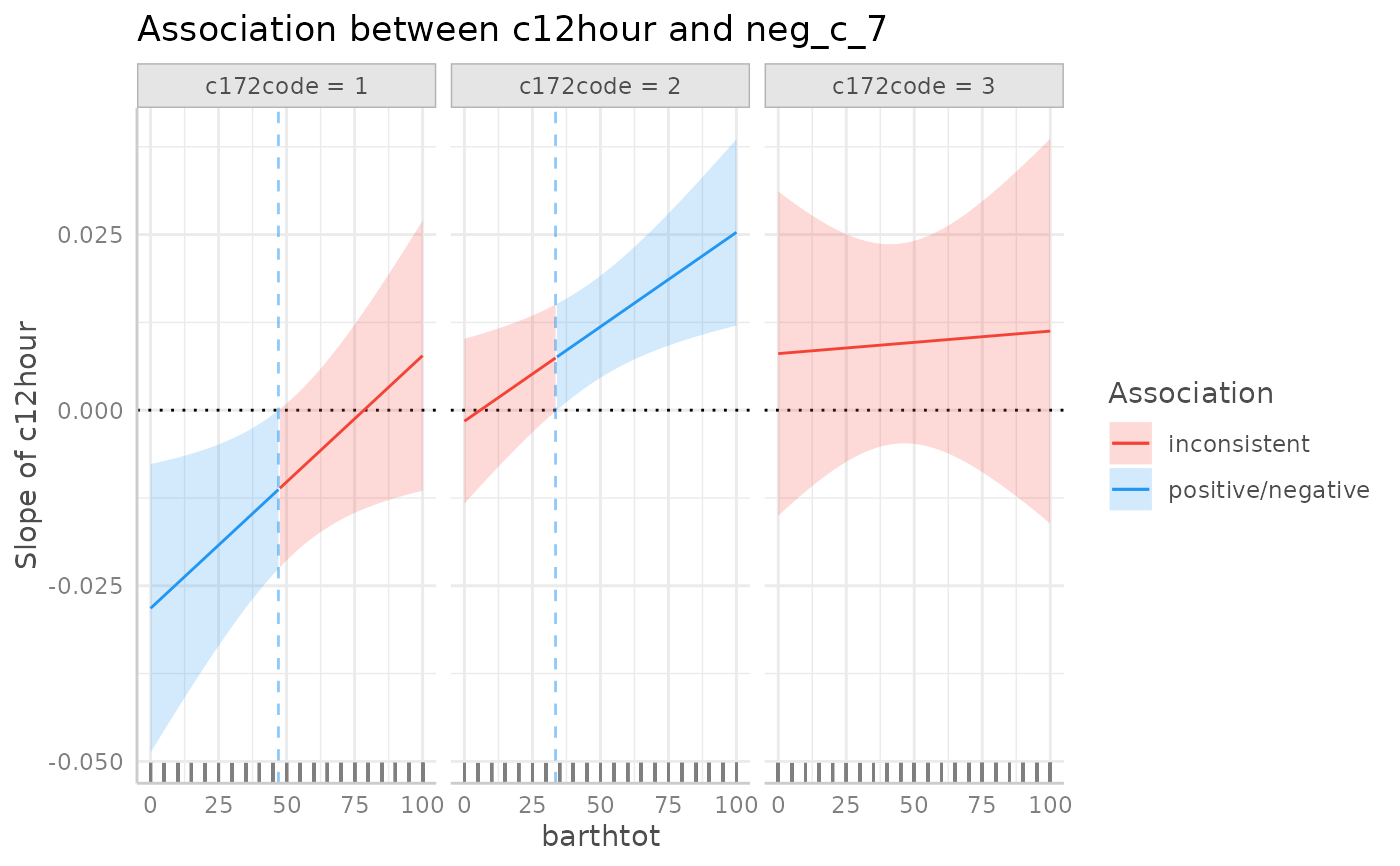 Association between c12hour and neg_c_7
c172code = 1
c172code = 2
c172code = 3
Slope of c12hour
0.025
0.000
-0.025
-0.050
0 25 50 75 100
0 25 50 75 100
0 25 50 75 100
barthtot
Association
inconsistent
positive/negative